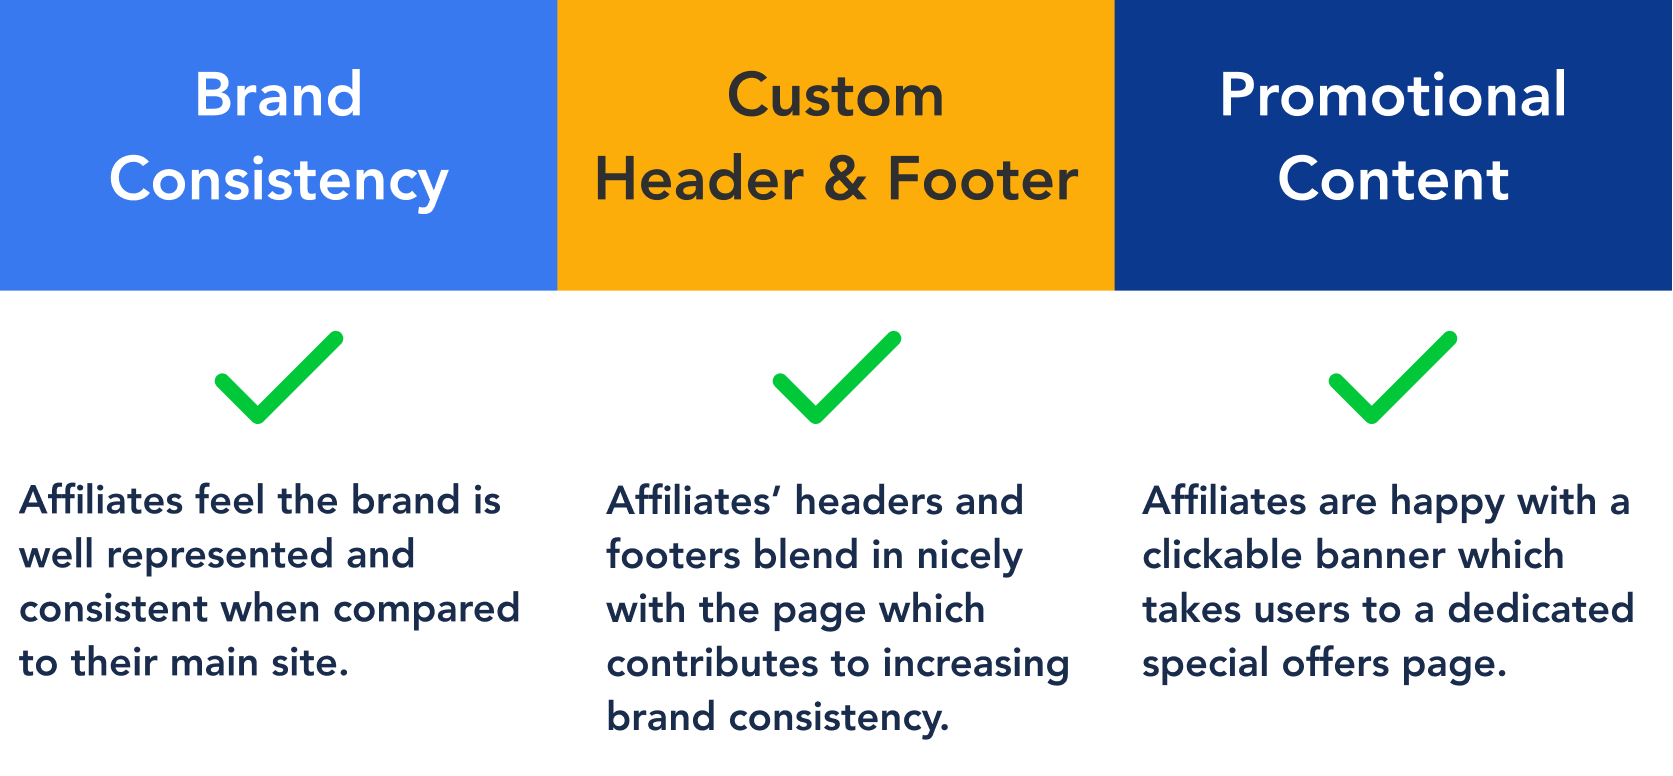 Brand
Consistency
Custom
Header & Footer
Promotional
Content
Affiliates feel the brand is
well represented and
consistent when compared
to their main site.
Affiliates’ headers and
footers blend in nicely
with the page which
contributes to increasing
brand consistency.
Affiliates are happy with a
clickable banner which
takes users to a dedicated
special offers page.